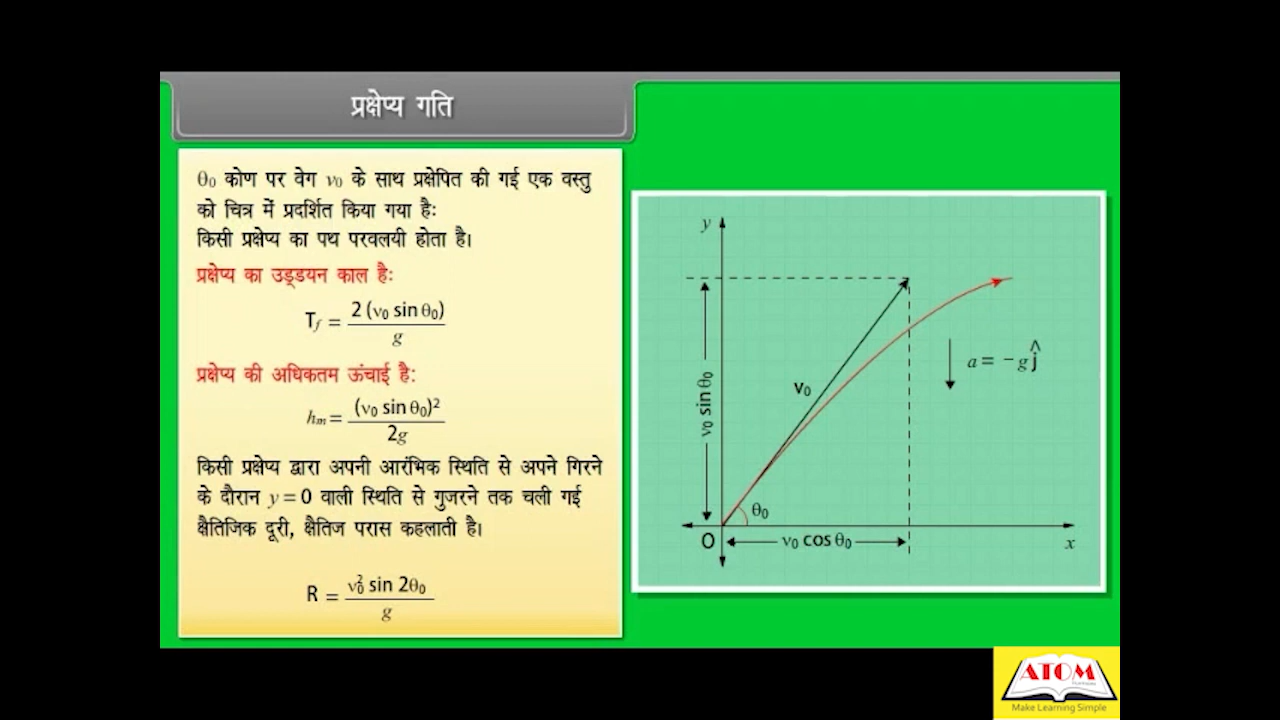 प्रक्षेप्य गति
θ₀ कोण पर वेग v₀ के साथ प्रक्षेपित की गई एक वस्तु
को चित्र में प्रदर्शित किया गया हैः
किसी प्रक्षेप्य का पथ परवलयी होता है।
प्रक्षेप्य का उड्डयन काल हैः
T_f = 2 (v₀ sin θ₀) / g
प्रक्षेप्य की अधिकतम ऊंचाई हैः
h_m = (v₀ sin θ₀)² / 2g
किसी प्रक्षेप्य द्वारा अपनी आरंभिक स्थिति से अपने गिरने
के दौरान y = 0 वाली स्थिति से गुजरने तक चली गई
क्षैतिजिक दूरी, क्षैतिज परास कहलाती है।
R = v₀² sin 2θ₀ / g
y
v₀ sin θ₀
v₀
a = − g ĵ
θ₀
O
v₀ cos θ₀
x
ATOM
Make Learning Simple